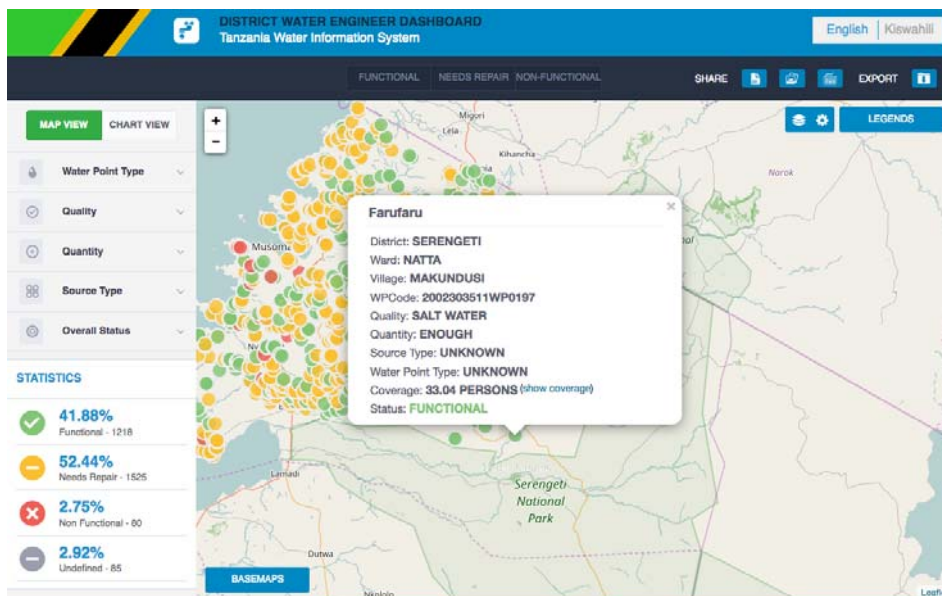 DISTRICT WATER ENGINEER DASHBOARD
Tanzania Water Information System
English | Kiswahili
FUNCTIONAL NEEDS REPAIR NON-FUNCTIONAL
SHARE EXPORT
MAP VIEW CHART VIEW
+
-
LEGENDS
Water Point Type
Quality
Quantity
Source Type
Overall Status
STATISTICS
41.88%
Functional - 1218
52.44%
Needs Repair - 1525
2.75%
Non Functional - 80
2.92%
Undefined - 85
Migori
Lela
Kihancha
Narok
Musoma
Farufaru ×
District: SERENGETI
Ward: NATTA
Village: MAKUNDUSI
WPCode: 2002303511WP0197
Quality: SALT WATER
Quantity: ENOUGH
Source Type: UNKNOWN
Water Point Type: UNKNOWN
Coverage: 33.04 PERSONS (show coverage)
Status: FUNCTIONAL
Lamadi
Serengeti
National
Park
Dutwa
BASEMAPS
Nkololo
Leafl